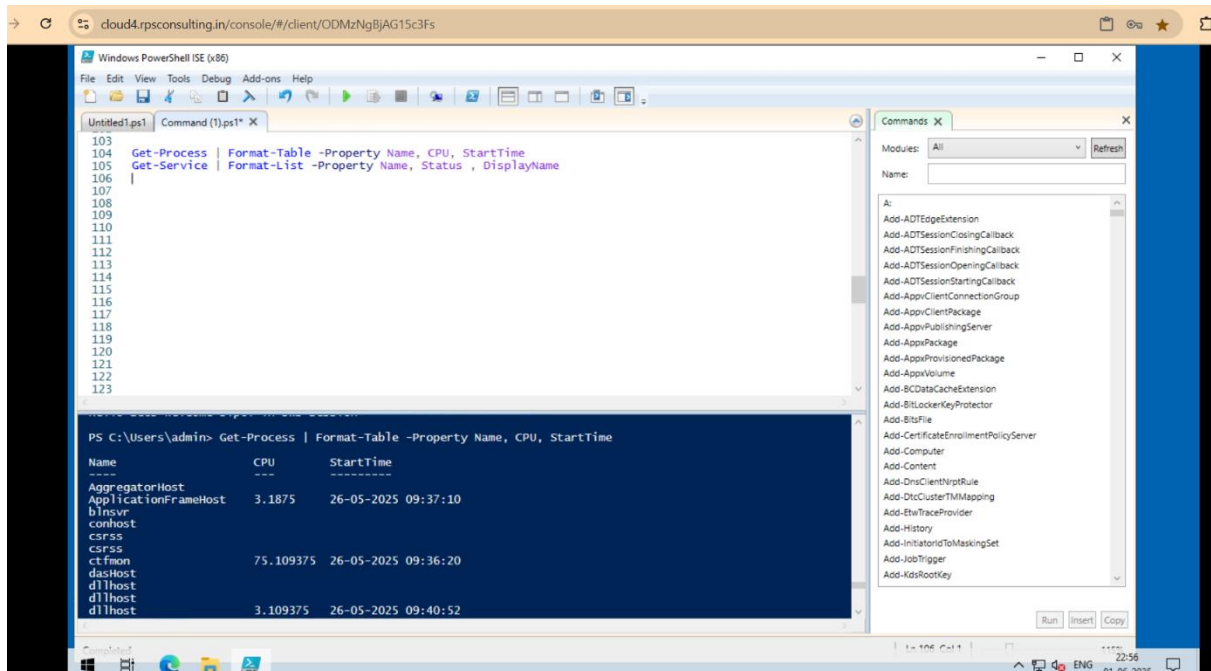 cloud4.rpsconsulting.in/console/#/client/ODMzNgBjAG15c3Fs
Windows PowerShell ISE (x86)
File Edit View Tools Debug Add-ons Help
Untitled1.ps1 Command (1).ps1* X
103
104 Get-Process | Format-Table -Property Name, CPU, StartTime
105 Get-Service | Format-List -Property Name, Status , DisplayName
106
107
108
109
110
111
112
113
114
115
116
117
118
119
120
121
122
123
PS C:\Users\admin> Get-Process | Format-Table -Property Name, CPU, StartTime
Name CPU StartTime
---- --- ---------
AggregatorHost
ApplicationFrameHost 3.1875 26-05-2025 09:37:10
blnsvr
conhost
csrss
csrss
ctfmon 75.109375 26-05-2025 09:36:20
dasHost
dllhost
dllhost
dllhost 3.109375 26-05-2025 09:40:52
Commands X
Modules: All Refresh
Name:
A:
Add-ADTEdgeExtension
Add-ADTSessionClosingCallback
Add-ADTSessionFinishingCallback
Add-ADTSessionOpeningCallback
Add-ADTSessionStartingCallback
Add-AppvClientConnectionGroup
Add-AppvClientPackage
Add-AppvPublishingServer
Add-AppxPackage
Add-AppxProvisionedPackage
Add-AppxVolume
Add-BCDataCacheExtension
Add-BitLockerKeyProtector
Add-BitsFile
Add-CertificateEnrollmentPolicyServer
Add-Computer
Add-Content
Add-DnsClientNrptRule
Add-DtcClusterTMMapping
Add-EtwTraceProvider
Add-History
Add-InitiatorIdToMaskingSet
Add-JobTrigger
Add-KdsRootKey
Run Insert Copy
Completed Ln 106 Col 1
ENG 22:56